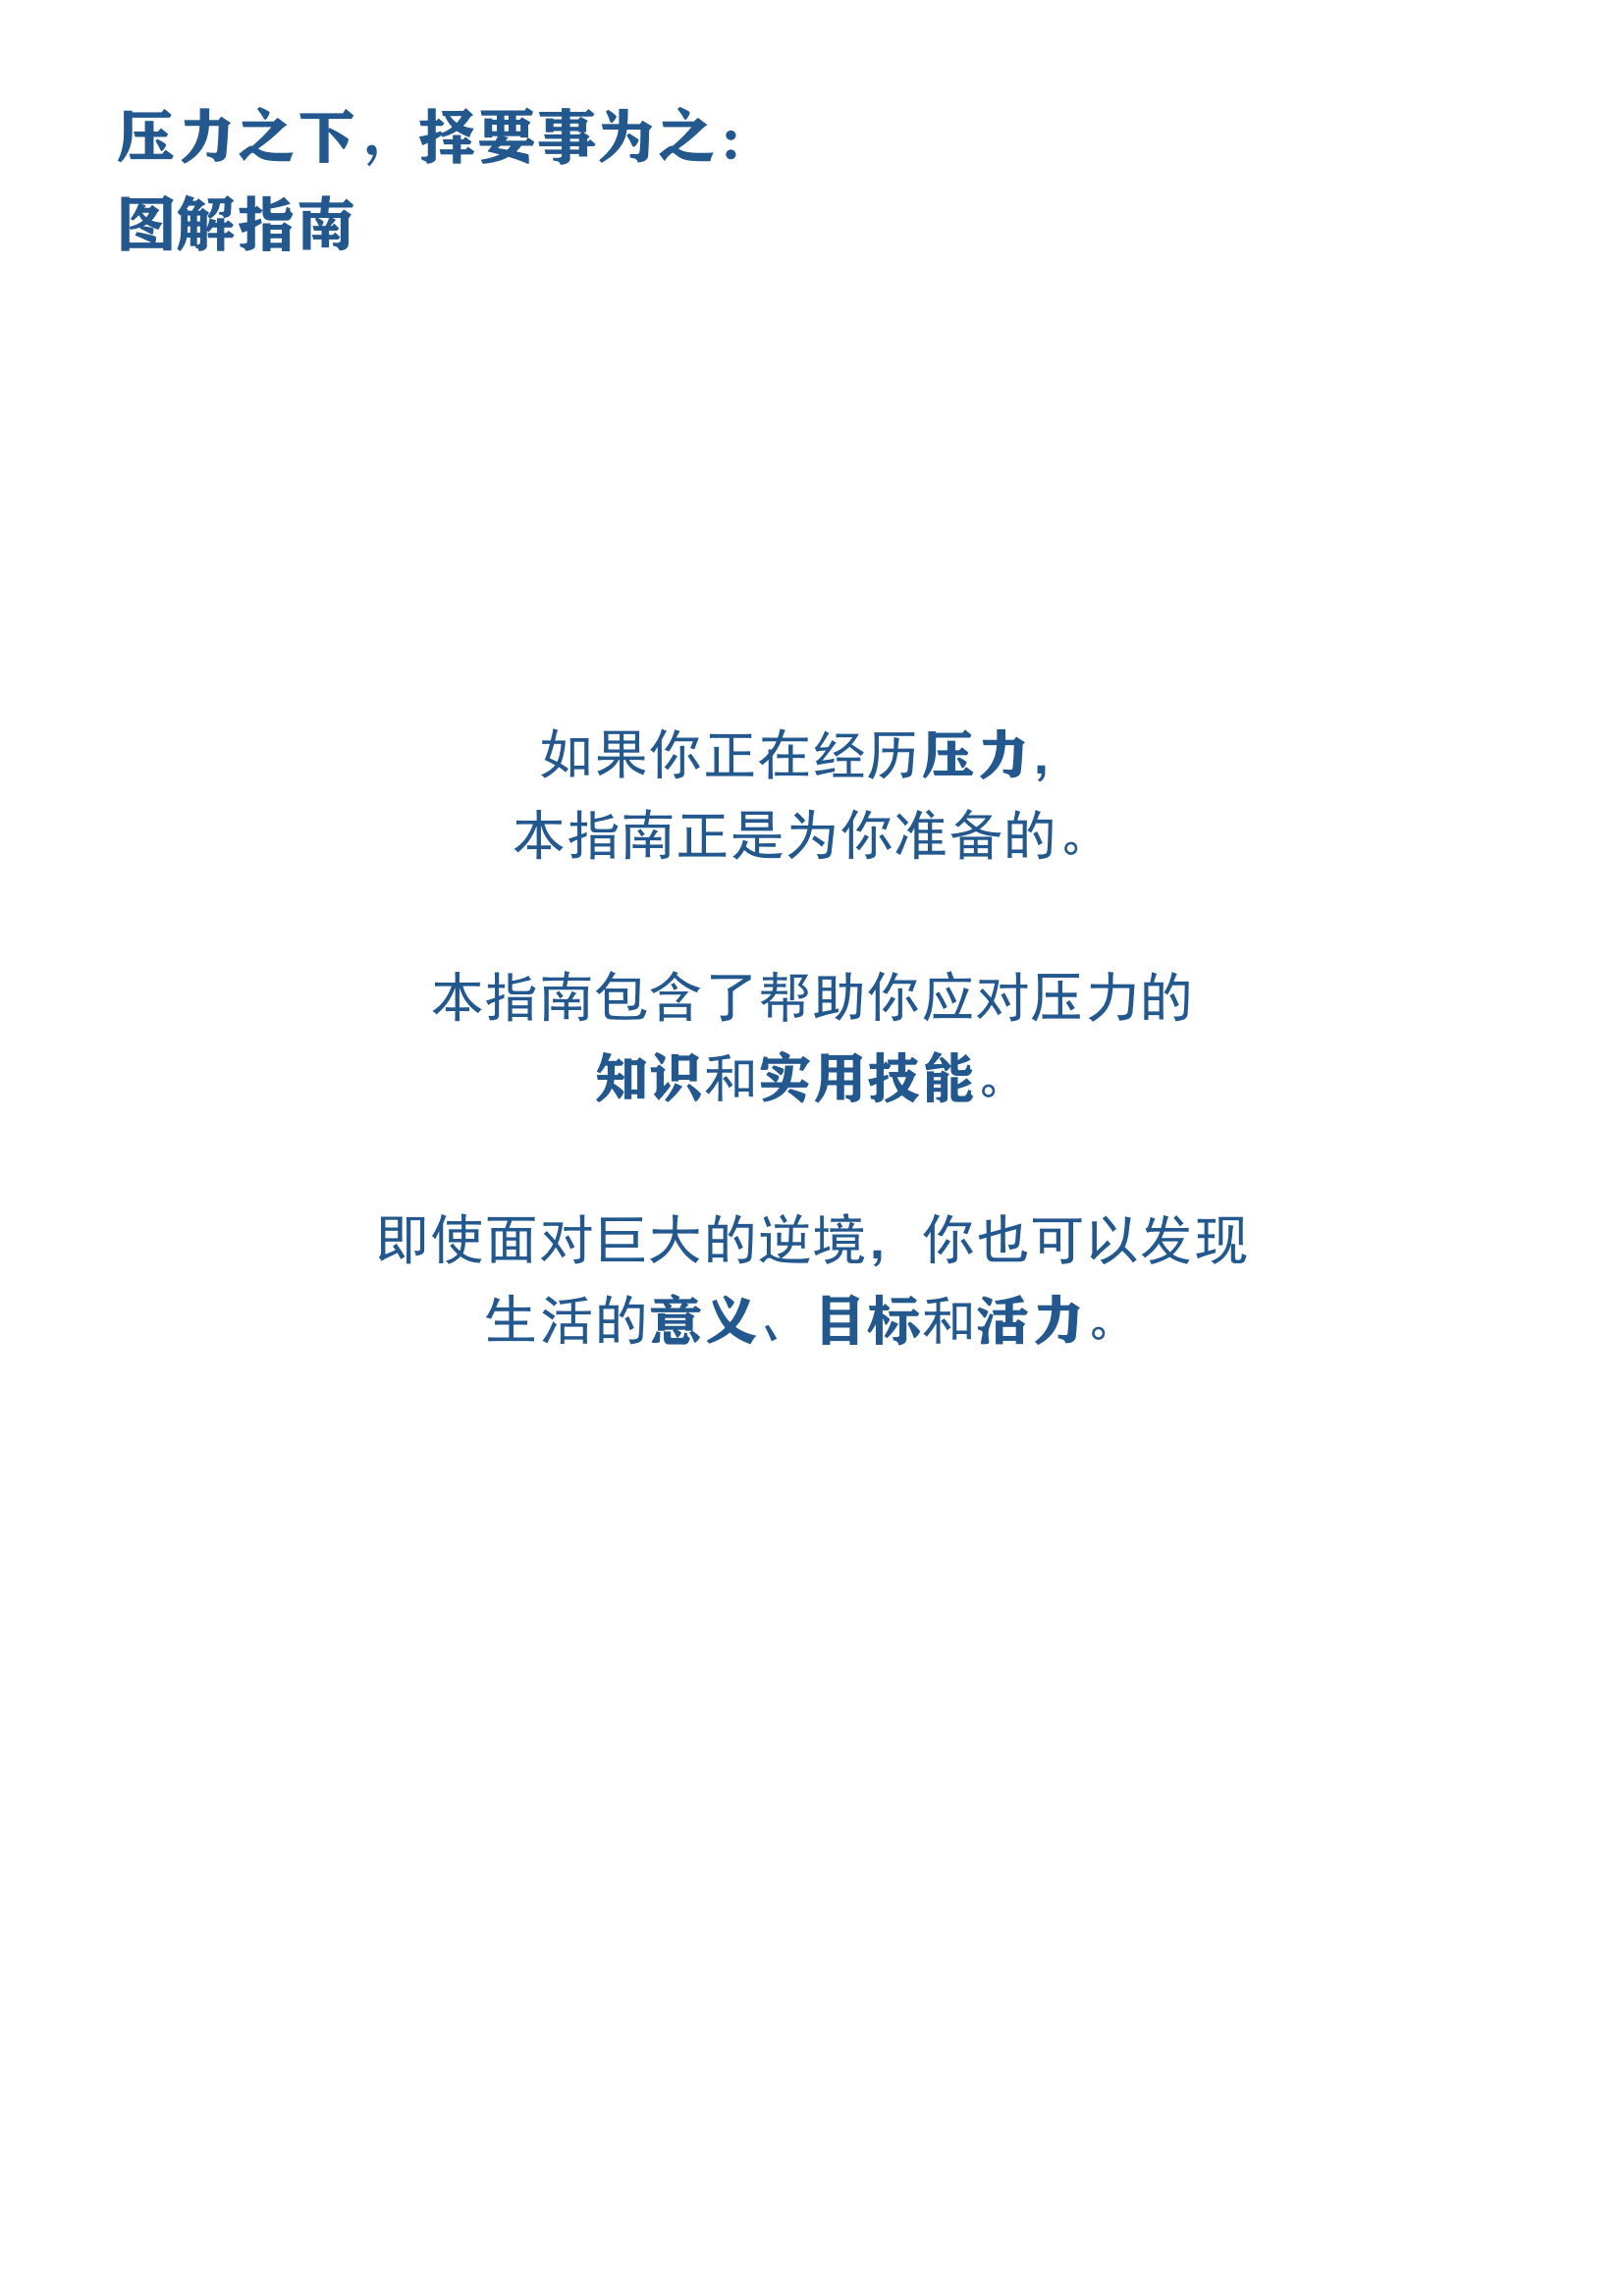 压力之下，择要事为之：
图解指南
如果你正在经历压力，
本指南正是为你准备的。
本指南包含了帮助你应对压力的
知识和实用技能。
即使面对巨大的逆境，你也可以发现
生活的意义、目标和活力。